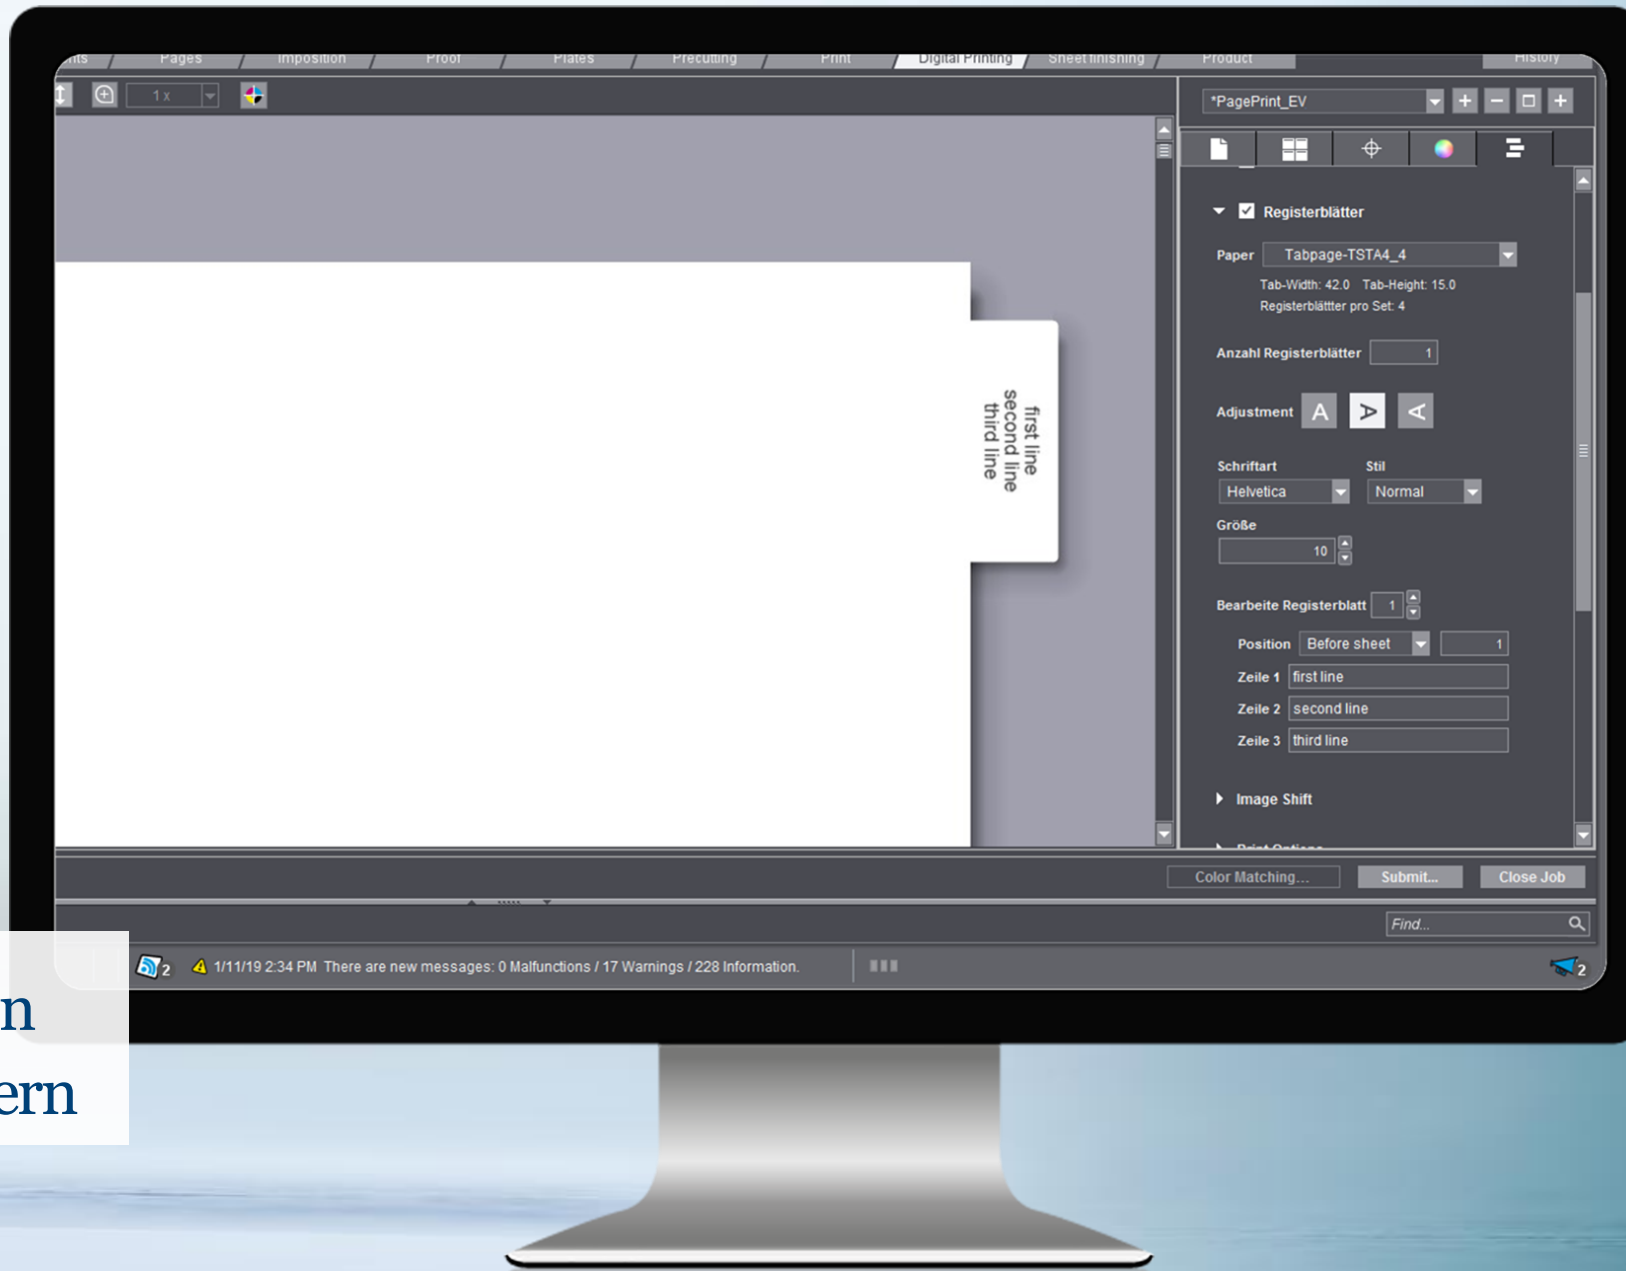 nts Pages Imposition Proof Plates Precutting Print Digital Printing Sheet finishing Product History
1 x
*PagePrint_EV
Registerblätter
Paper Tabpage-TSTA4_4
Tab-Width: 42.0 Tab-Height: 15.0
Registerblättter pro Set: 4
Anzahl Registerblätter 1
Adjustment A A A
first line
second line
third line
Schriftart Stil
Helvetica Normal
Größe
10
Bearbeite Registerblatt 1
Position Before sheet 1
Zeile 1 first line
Zeile 2 second line
Zeile 3 third line
Image Shift
Print Options
Color Matching... Submit... Close Job
Find...
2 1/11/19 2:34 PM There are new messages: 0 Malfunctions / 17 Warnings / 228 Information. 2
n
ern